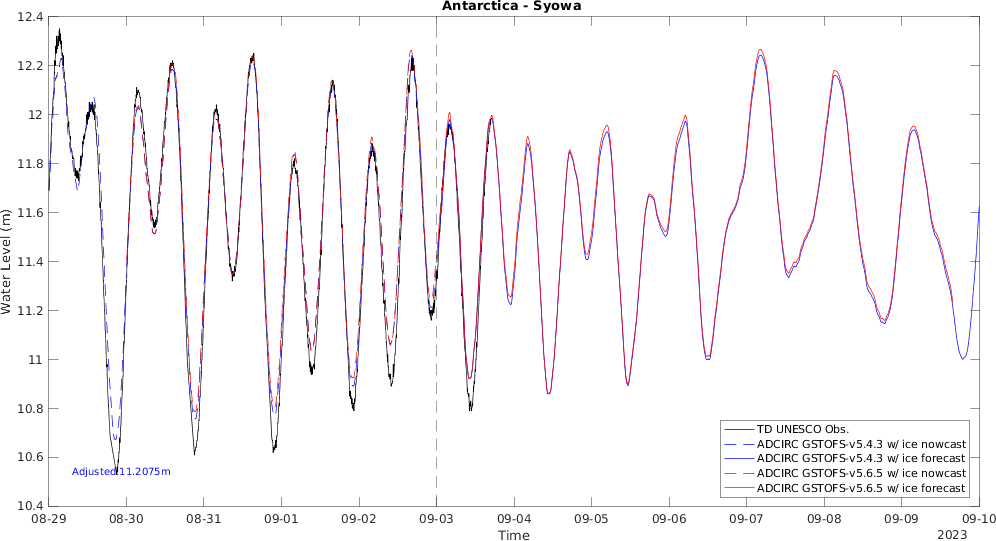 Antarctica - Syowa
Water Level (m)
12.4
12.2
12
11.8
11.6
11.4
11.2
11
10.8
10.6
10.4
Adjusted 11.2075m
TD UNESCO Obs.
ADCIRC GSTOFS-v5.4.3 w/ ice nowcast
ADCIRC GSTOFS-v5.4.3 w/ ice forecast
ADCIRC GSTOFS-v5.6.5 w/ ice nowcast
ADCIRC GSTOFS-v5.6.5 w/ ice forecast
08-29 08-30 08-31 09-01 09-02 09-03 09-04 09-05 09-06 09-07 09-08 09-09 09-10
Time
2023